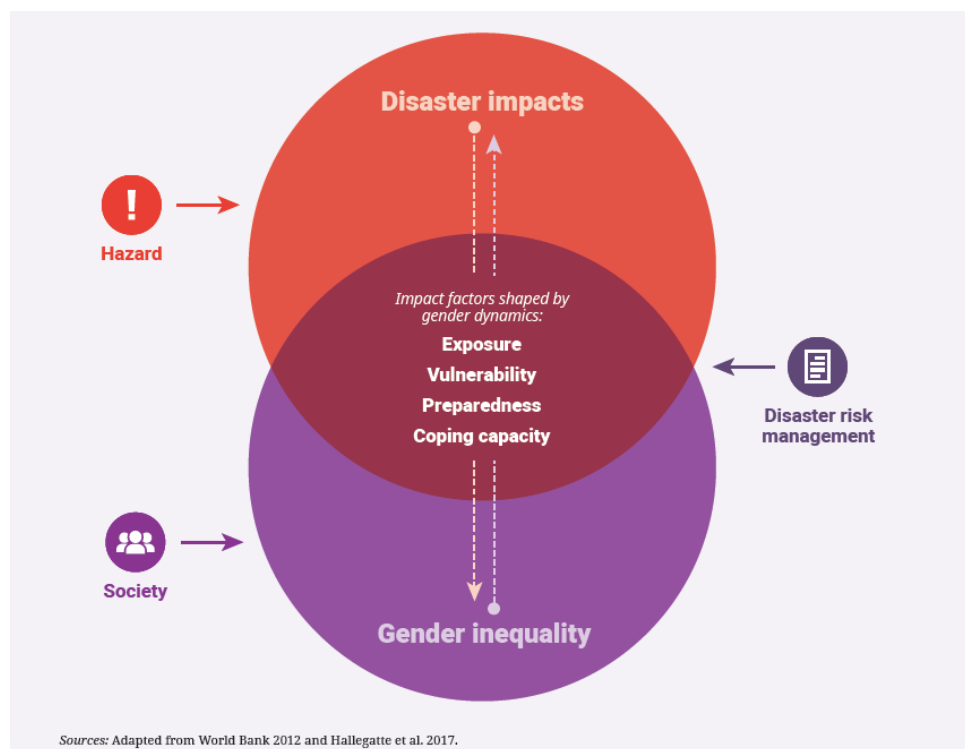 Disaster impacts
!
Hazard
Impact factors shaped by
gender dynamics:
Exposure
Vulnerability
Preparedness
Coping capacity
Disaster risk
management
Society
Gender inequality
Sources: Adapted from World Bank 2012 and Hallegatte et al. 2017.